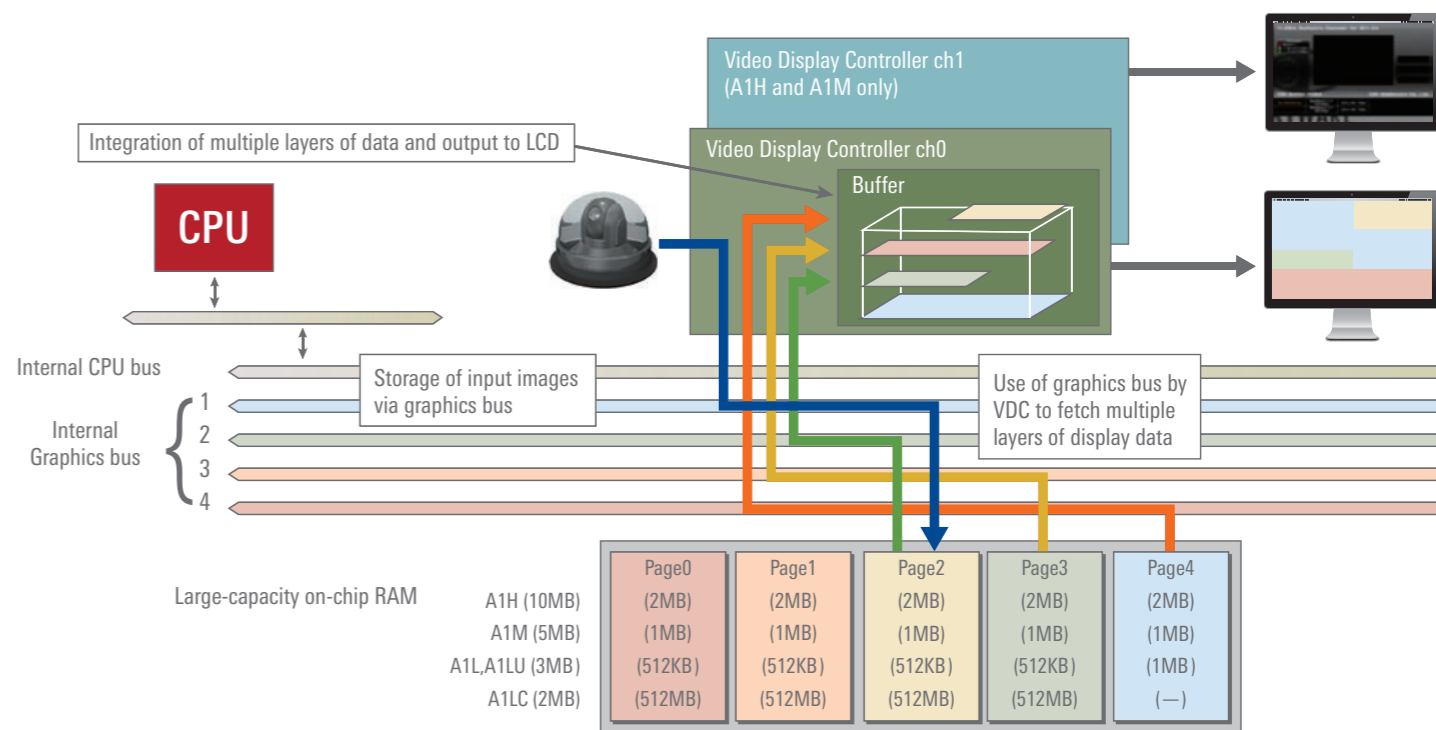 Video Display Controller ch1
(A1H and A1M only)
Integration of multiple layers of data and output to LCD
Video Display Controller ch0
Buffer
CPU
Internal CPU bus
Storage of input images
via graphics bus
Use of graphics bus by
VDC to fetch multiple
layers of display data
Internal
Graphics bus
1
2
3
4
Page0 Page1 Page2 Page3 Page4
Large-capacity on-chip RAM A1H (10MB) (2MB) (2MB) (2MB) (2MB) (2MB)
A1M (5MB) (1MB) (1MB) (1MB) (1MB) (1MB)
A1L,A1LU (3MB) (512KB) (512KB) (512KB) (512KB) (1MB)
A1LC (2MB) (512MB) (512MB) (512MB) (512MB) (—)